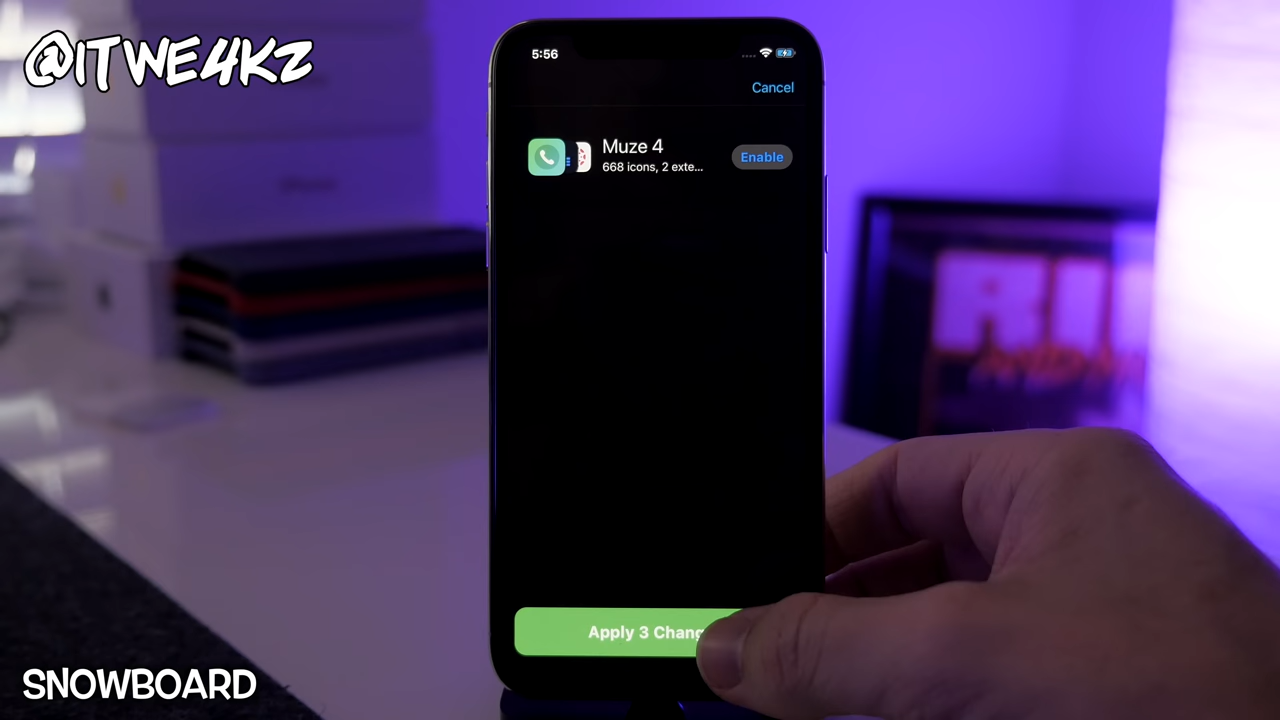 @iTWE4KZ
5:56
Cancel
Muze 4
668 icons, 2 exte...
Enable
Apply 3 Chang
SNOWBOARD